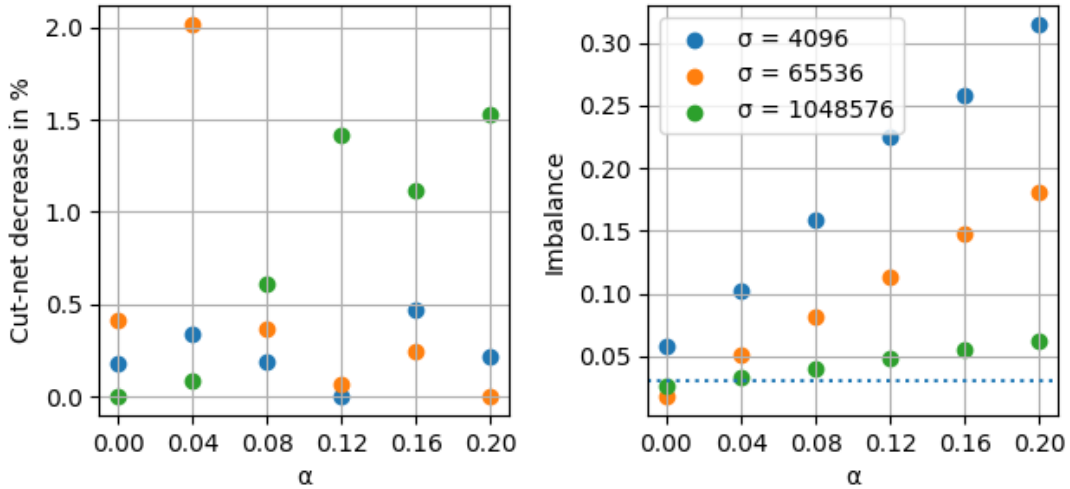 Cut-net decrease in %
2.0
1.5
1.0
0.5
0.0
0.00 0.04 0.08 0.12 0.16 0.20
α
Imbalance
0.30
0.25
0.20
0.15
0.10
0.05
σ = 4096
σ = 65536
σ = 1048576
0.00 0.04 0.08 0.12 0.16 0.20
α